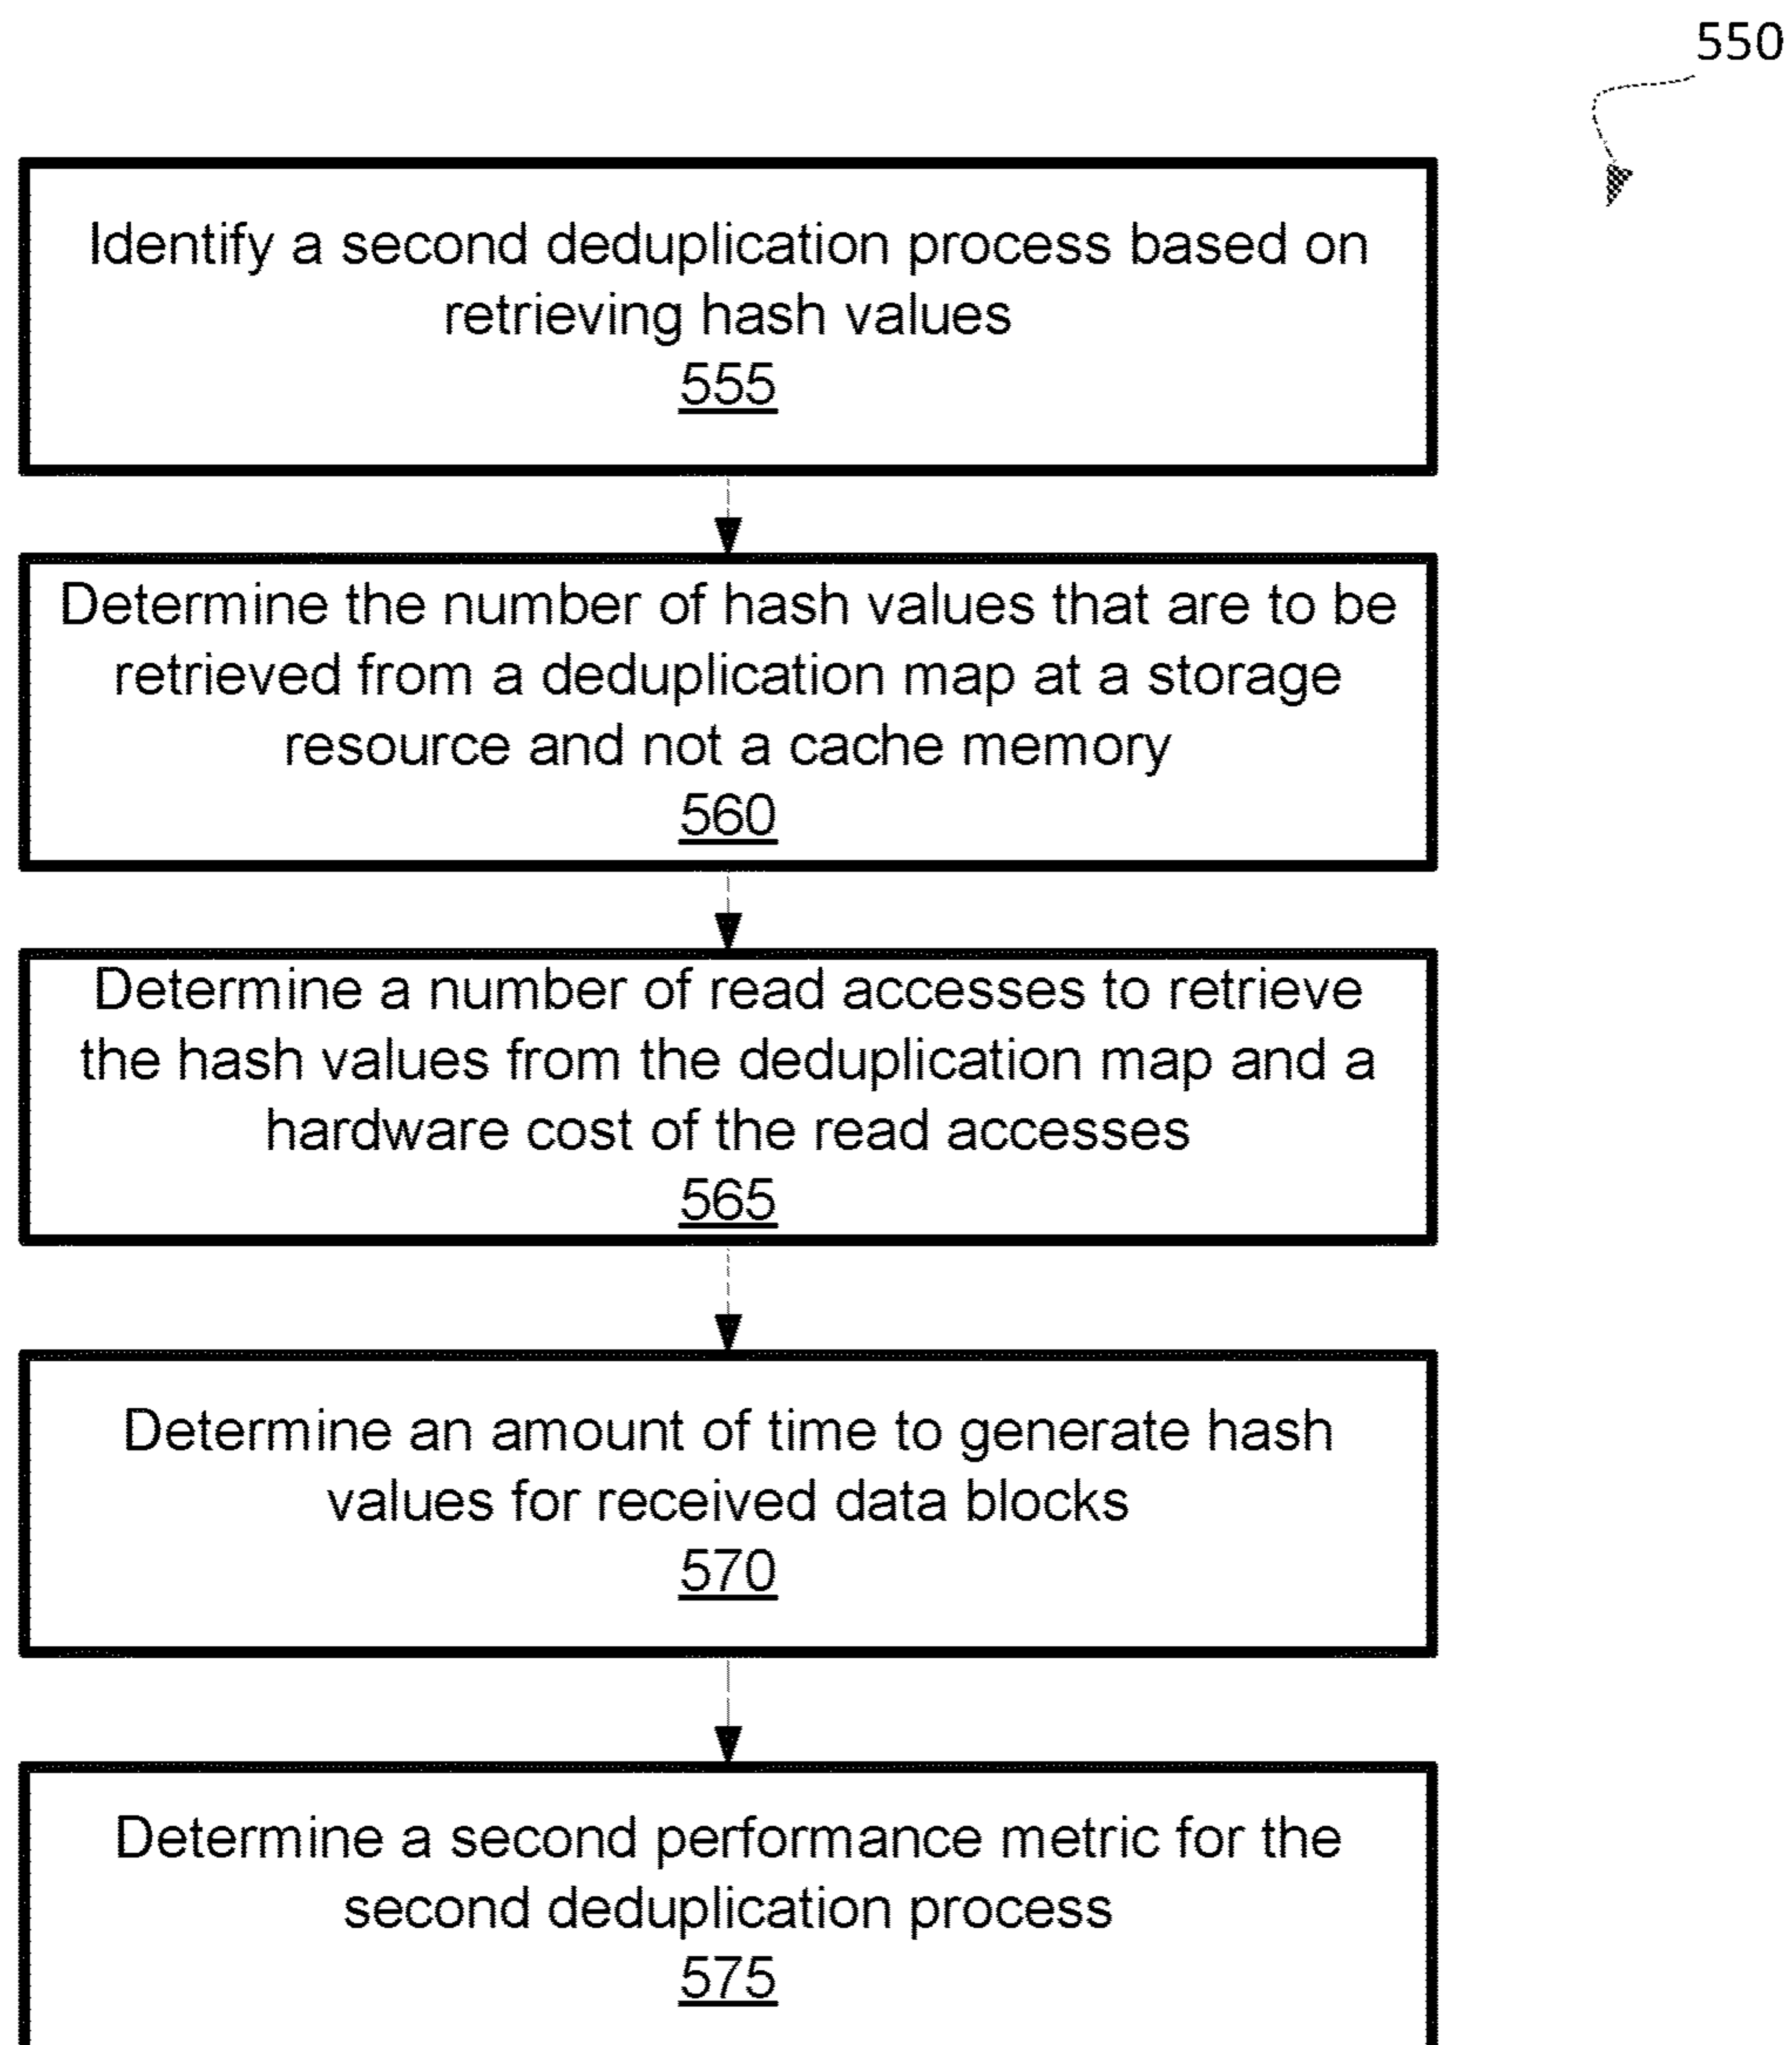 550
Identify a second deduplication process based on
retrieving hash values
555
Determine the number of hash values that are to be
retrieved from a deduplication map at a storage
resource and not a cache memory
560
Determine a number of read accesses to retrieve
the hash values from the deduplication map and a
hardware cost of the read accesses
565
Determine an amount of time to generate hash
values for received data blocks
570
Determine a second performance metric for the
second deduplication process
575